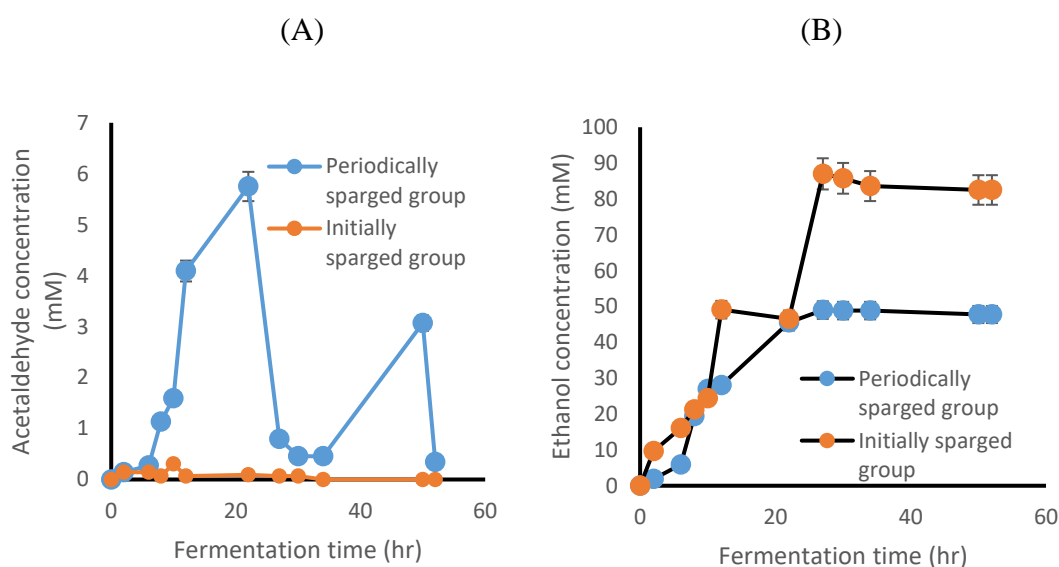 (A)
(B)
7
6
5
4
3
2
1
0
0
20
40
60
Acetaldehyde concentration
(mM)
Fermentation time (hr)
Periodically
sparged group
Initially
sparged group
100
90
80
70
60
50
40
30
20
10
0
0
20
40
60
Ethanol concentration (mM)
Fermentation time (hr)
Periodically
sparged group
Initially sparged
group